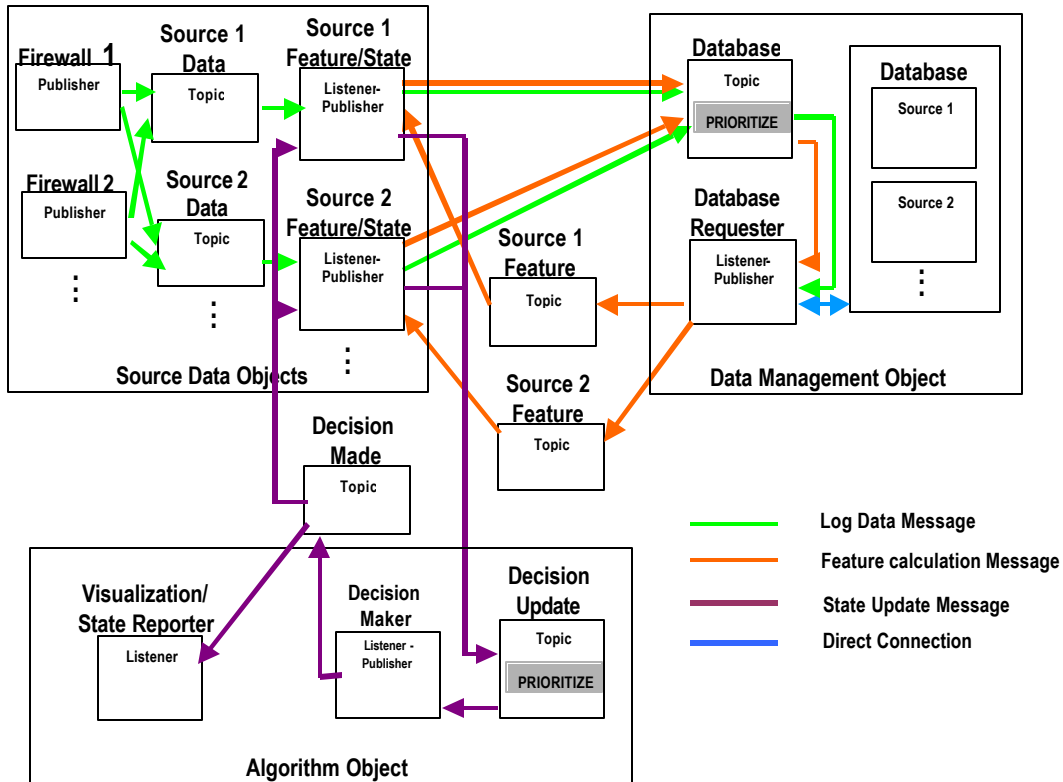 Firewall 1
Publisher
Source 1
Data
Topic
Source 1
Feature/State
Listener-
Publisher
Firewall 2
Publisher
⋮
Source 2
Data
Topic
⋮
Source 2
Feature/State
Listener-
Publisher
⋮
Source Data Objects
Source 1
Feature
Topic
Source 2
Feature
Topic
Database
Topic
PRIORITIZE
Database
Requester
Listener-
Publisher
Database
Source 1
Source 2
⋮
Data Management Object
Decision
Made
Topic
Visualization/
State Reporter
Listener
Decision
Maker
Listener -
Publisher
Decision
Update
Topic
PRIORITIZE
Algorithm Object
Log Data Message
Feature calculation Message
State Update Message
Direct Connection